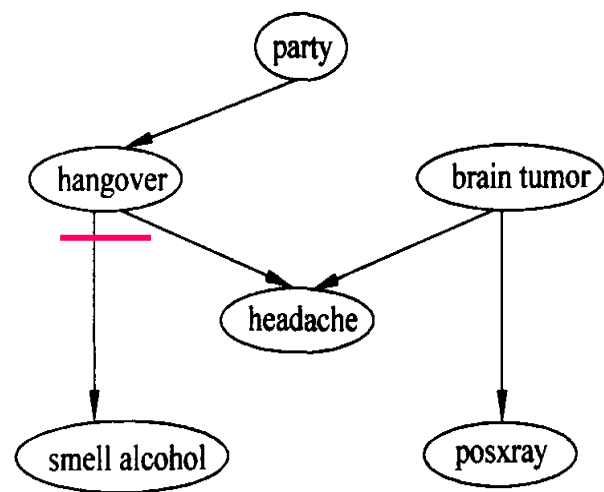 party
hangover
brain tumor
headache
smell alcohol
posxray